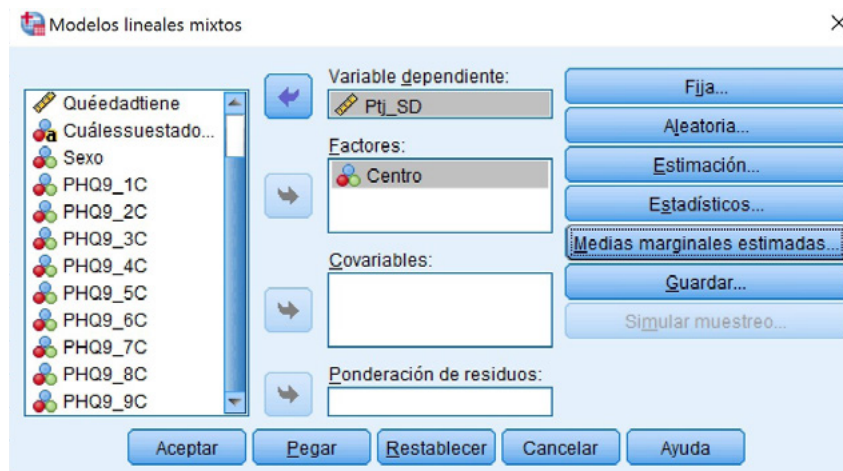 Modelos lineales mixtos
Quéedadtiene
Cuálessuestado...
Sexo
PHQ9_1C
PHQ9_2C
PHQ9_3C
PHQ9_4C
PHQ9_5C
PHQ9_6C
PHQ9_7C
PHQ9_8C
PHQ9_9C
Variable dependiente:
Ptj_SD
Factores:
Centro
Covariables:
Ponderación de residuos:
Fija...
Aleatoria...
Estimación...
Estadísticos...
Medias marginales estimadas...
Guardar...
Simular muestreo...
Aceptar
Pegar
Restablecer
Cancelar
Ayuda